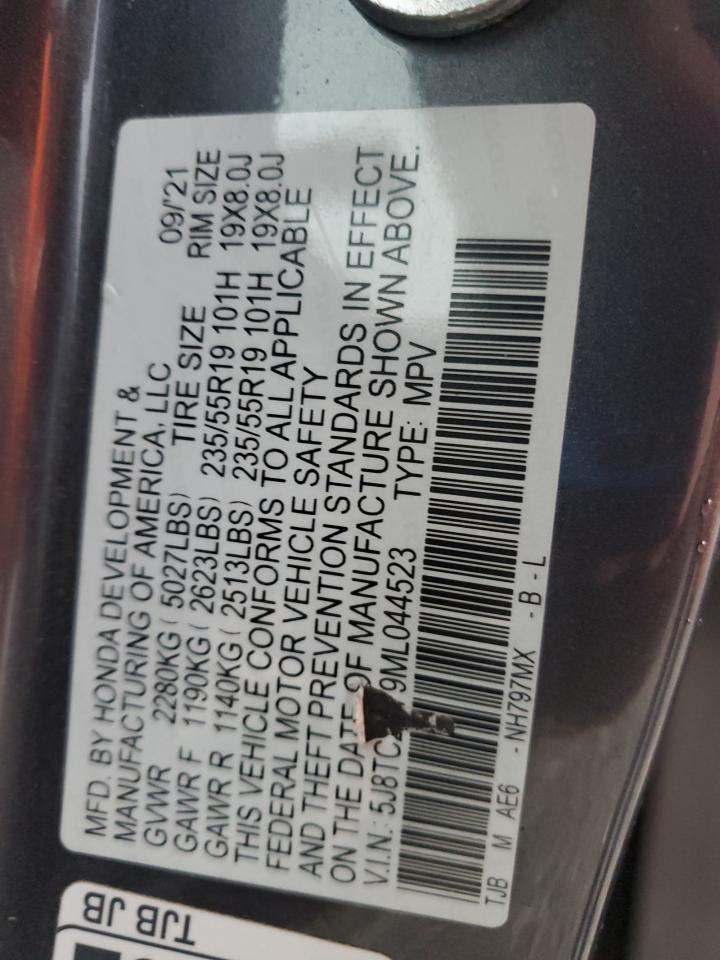 MFD. BY HONDA DEVELOPMENT &
MANUFACTURING OF AMERICA, LLC 09/'21
GVWR 2280KG ( 5027LBS) TIRE SIZE RIM SIZE
GAWR F 1190KG ( 2623LBS) 235/55R19 101H 19X8.0J
GAWR R 1140KG ( 2513LBS) 235/55R19 101H 19X8.0J
THIS VEHICLE CONFORMS TO ALL APPLICABLE
FEDERAL MOTOR VEHICLE SAFETY
AND THEFT PREVENTION STANDARDS IN EFFECT
ON THE DATE OF MANUFACTURE SHOWN ABOVE.
V.I.N.: 5J8TC 9ML044523 TYPE: MPV
TJB M AE6 -NH797MX -B-L
TJB JB